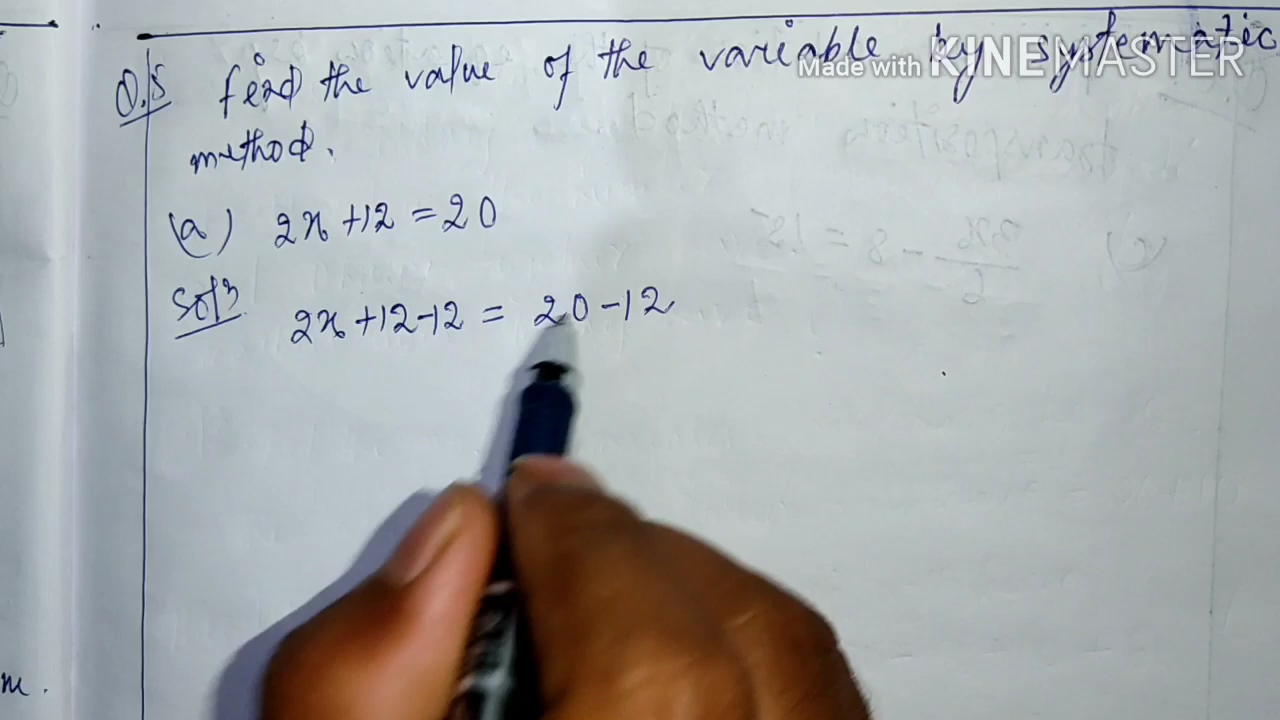 Q.5 find the value of the variable by systematic
Made with KINEMASTER
method.
(a) 2x +12 = 20
Solⁿ 2x +12-12 = 20-12
m.